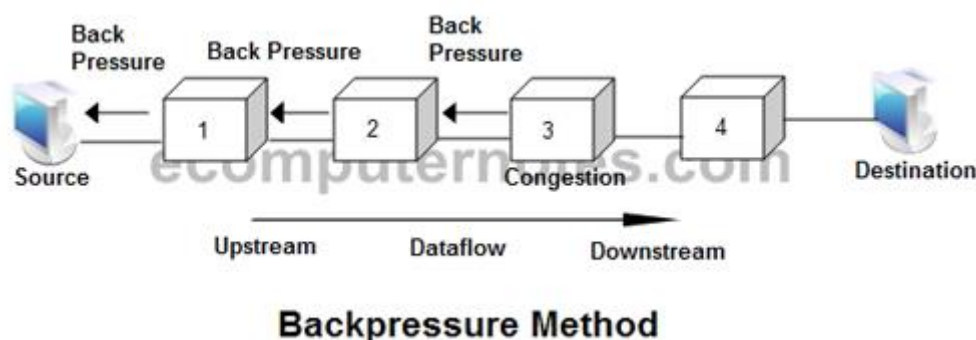 Back
Pressure
Back Pressure
Back
Pressure
1
2
3
4
Source
ecomputernotes.com
Congestion
Destination
Upstream
Dataflow
Downstream
Backpressure Method